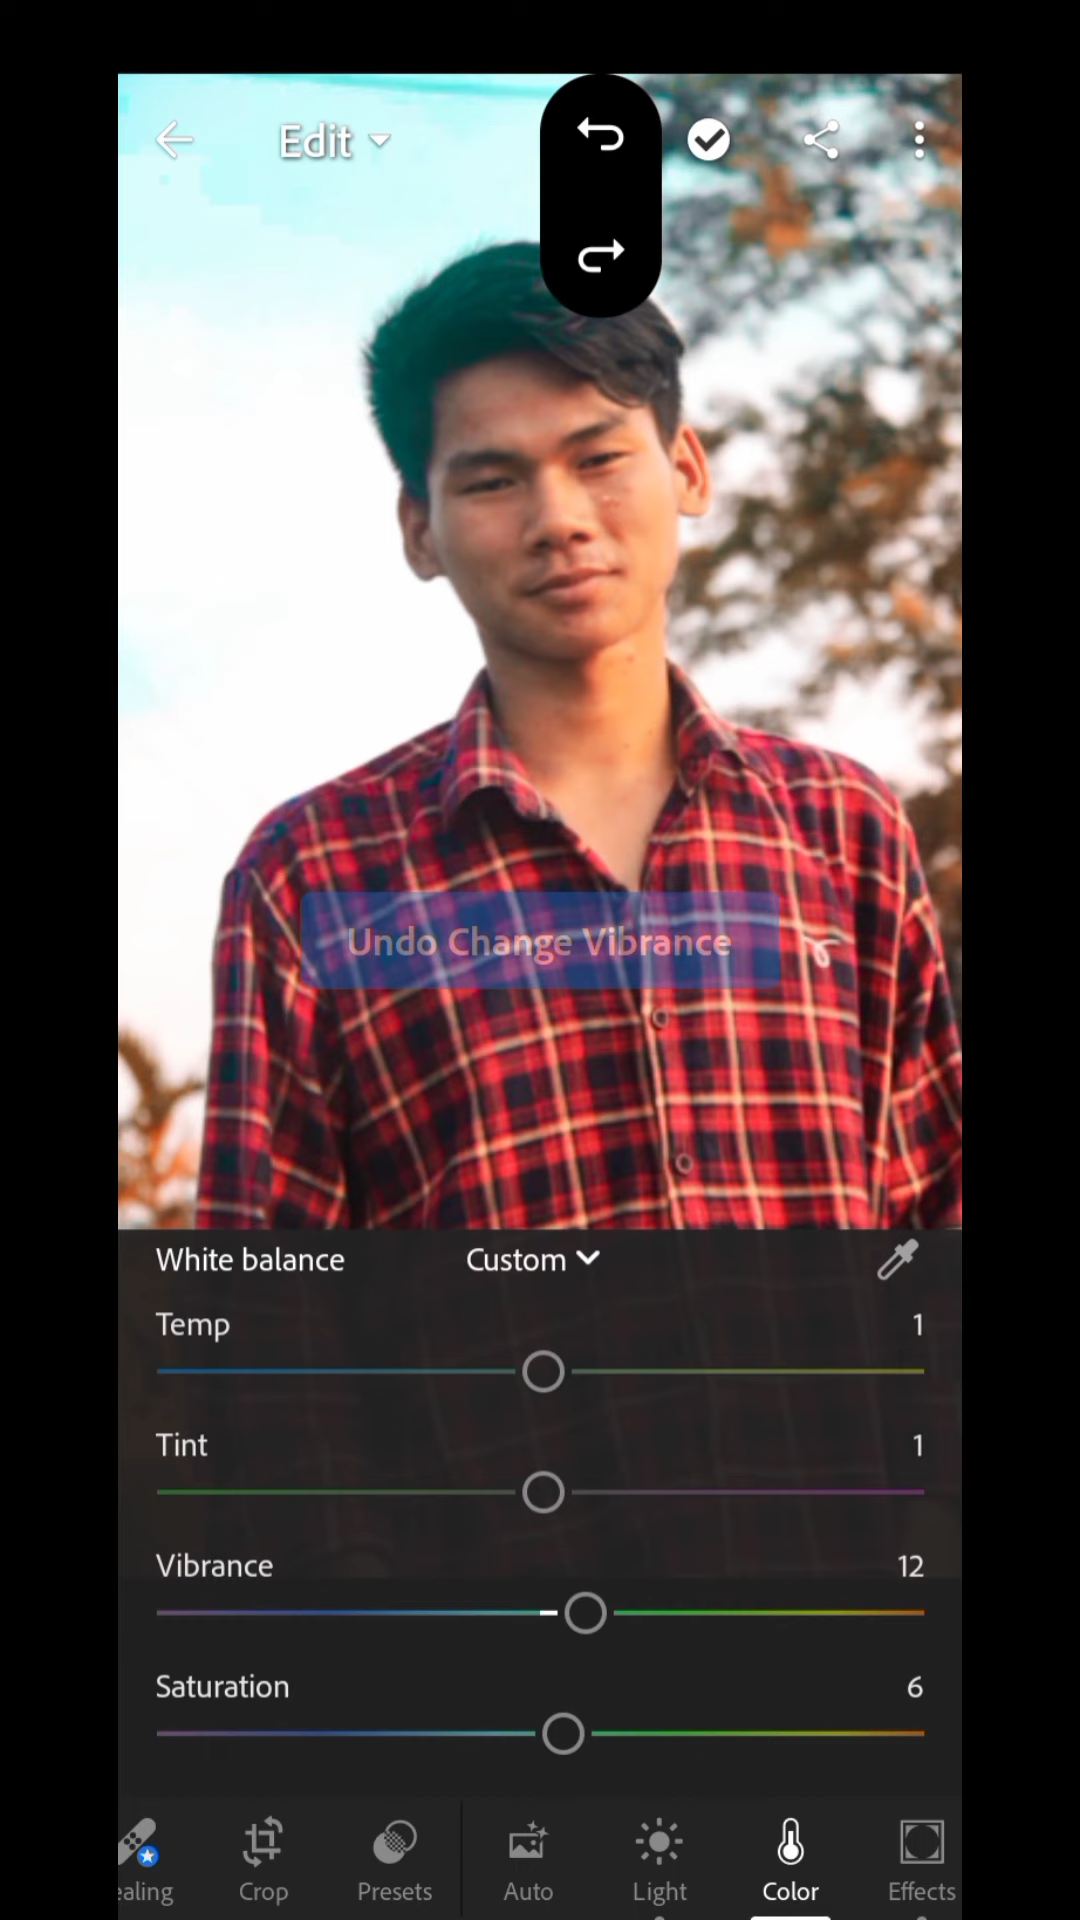 Edit
Undo Change Vibrance
White balance Custom
Temp 1
Tint 1
Vibrance 12
Saturation 6
ealing Crop Presets Auto Light Color Effects